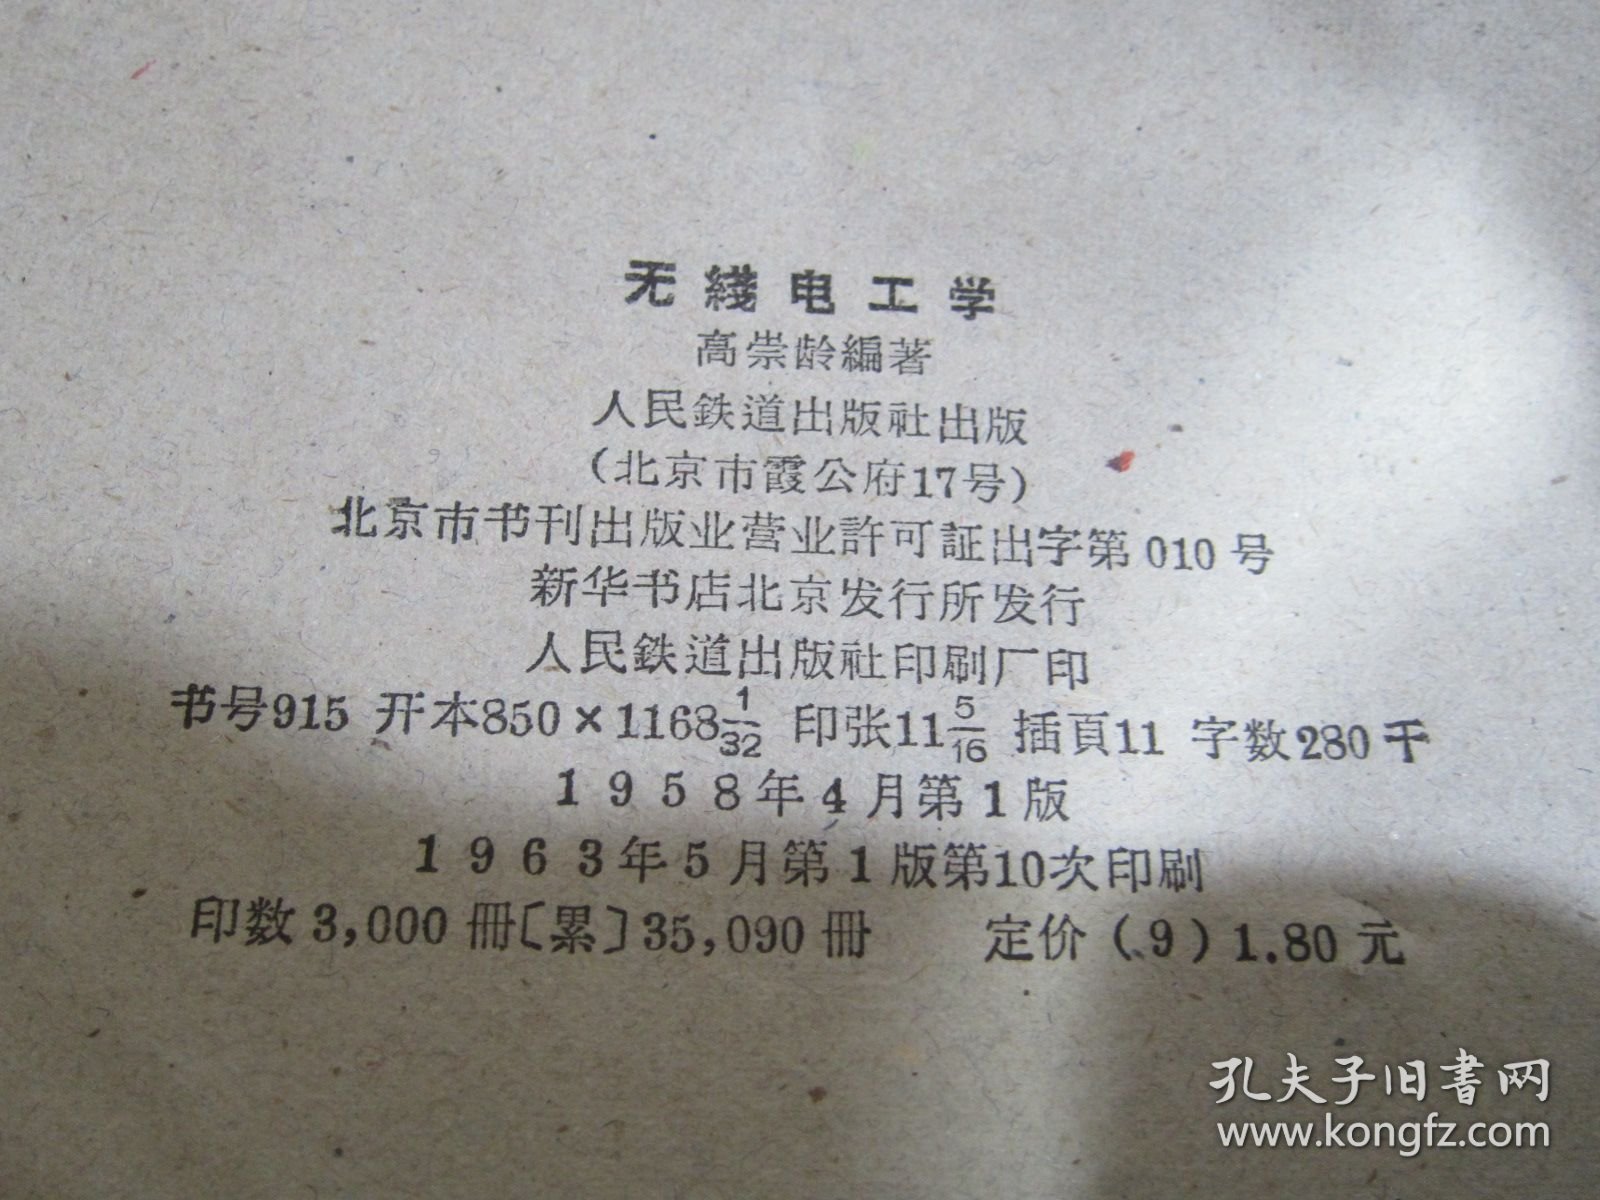 无綫电工学
高崇龄編著
人民鉄道出版社出版
（北京市霞公府17号）
北京市书刊出版业营业許可証出字第010号
新华书店北京发行所发行
人民鉄道出版社印刷厂印
书号915 开本850×1168 1/32 印张11 5/16 插頁11 字数280千
1958年4月第1版
1963年5月第1版第10次印刷
印数3,000冊〔累〕35,090冊 定价（9）1.80元
孔夫子旧書网
www.kongfz.com